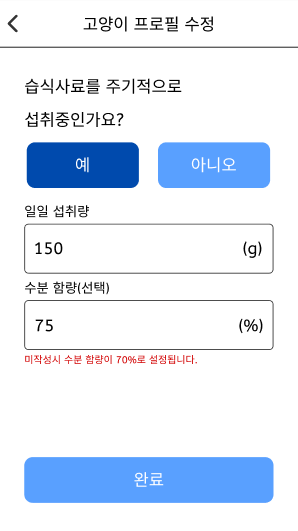 고양이 프로필 수정
습식사료를 주기적으로
섭취중인가요?
예 아니오
일일 섭취량
150 (g)
수분 함량(선택)
75 (%)
미작성시 수분 함량이 70%로 설정됩니다.
완료